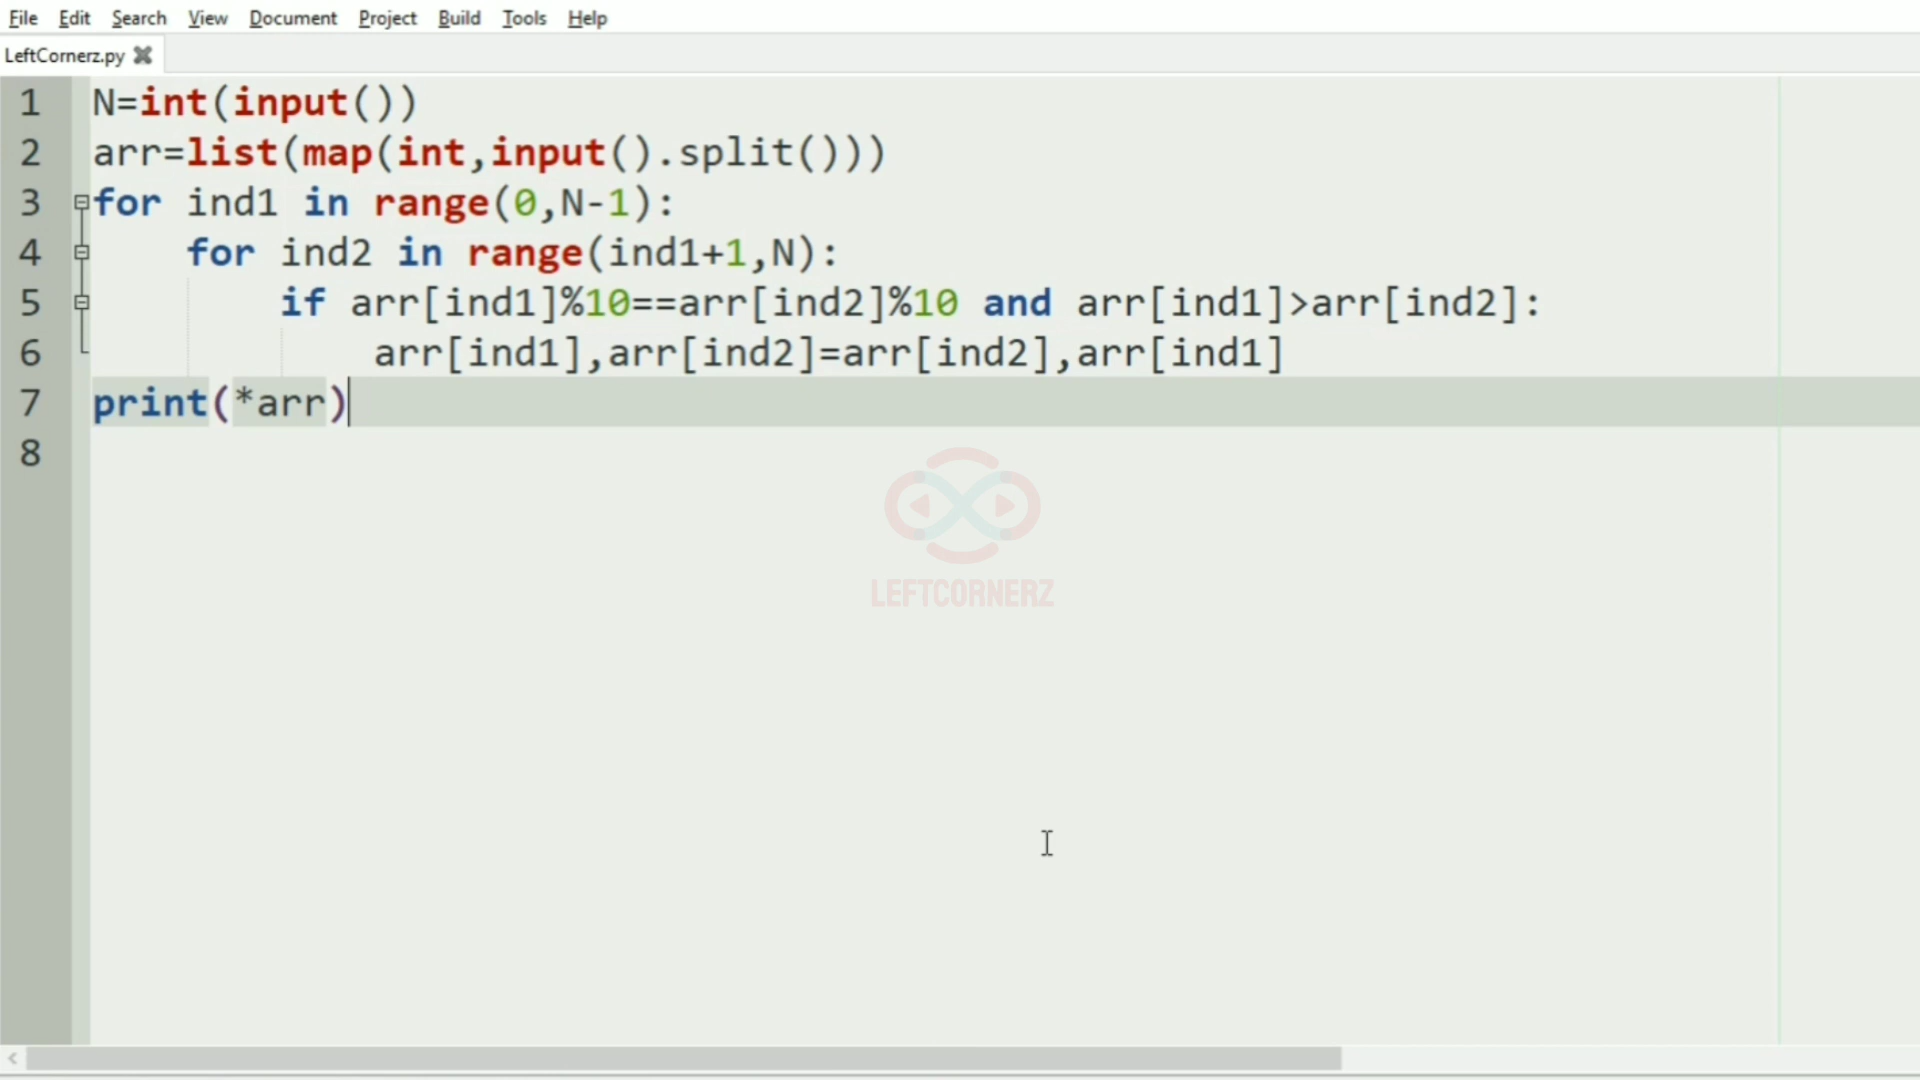 File Edit Search View Document Project Build Tools Help
LeftCornerz.py
1 N=int(input())
2 arr=list(map(int,input().split()))
3 for ind1 in range(0,N-1):
4     for ind2 in range(ind1+1,N):
5         if arr[ind1]%10==arr[ind2]%10 and arr[ind1]>arr[ind2]:
6             arr[ind1],arr[ind2]=arr[ind2],arr[ind1]
7 print(*arr)
8
LEFTCORNERZ